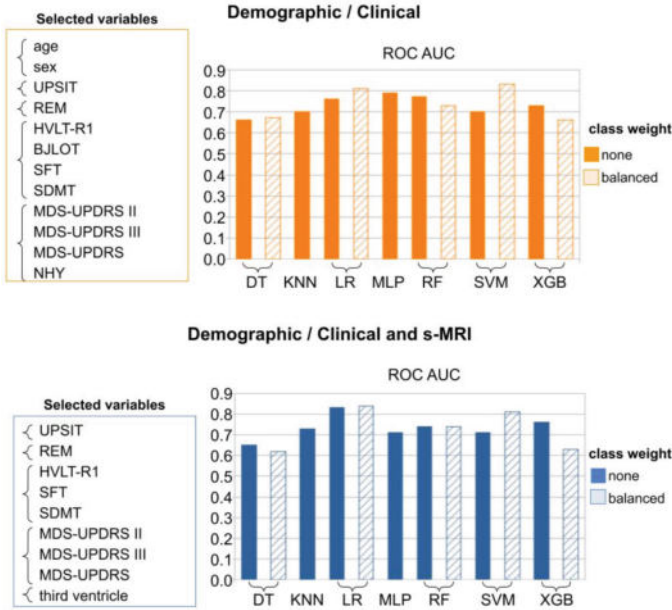 Demographic / Clinical
Selected variables
age
sex
UPSIT
REM
HVLT-R1
BJLOT
SFT
SDMT
MDS-UPDRS II
MDS-UPDRS III
MDS-UPDRS
NHY
ROC AUC
0.9
0.8
0.7
0.6
0.5
0.4
0.3
0.2
0.1
0.0
DT KNN LR MLP RF SVM XGB
class weight
none
balanced
Demographic / Clinical and s-MRI
Selected variables
UPSIT
REM
HVLT-R1
SFT
SDMT
MDS-UPDRS II
MDS-UPDRS III
MDS-UPDRS
third ventricle
ROC AUC
0.9
0.8
0.7
0.6
0.5
0.4
0.3
0.2
0.1
0.0
DT KNN LR MLP RF SVM XGB
class weight
none
balanced